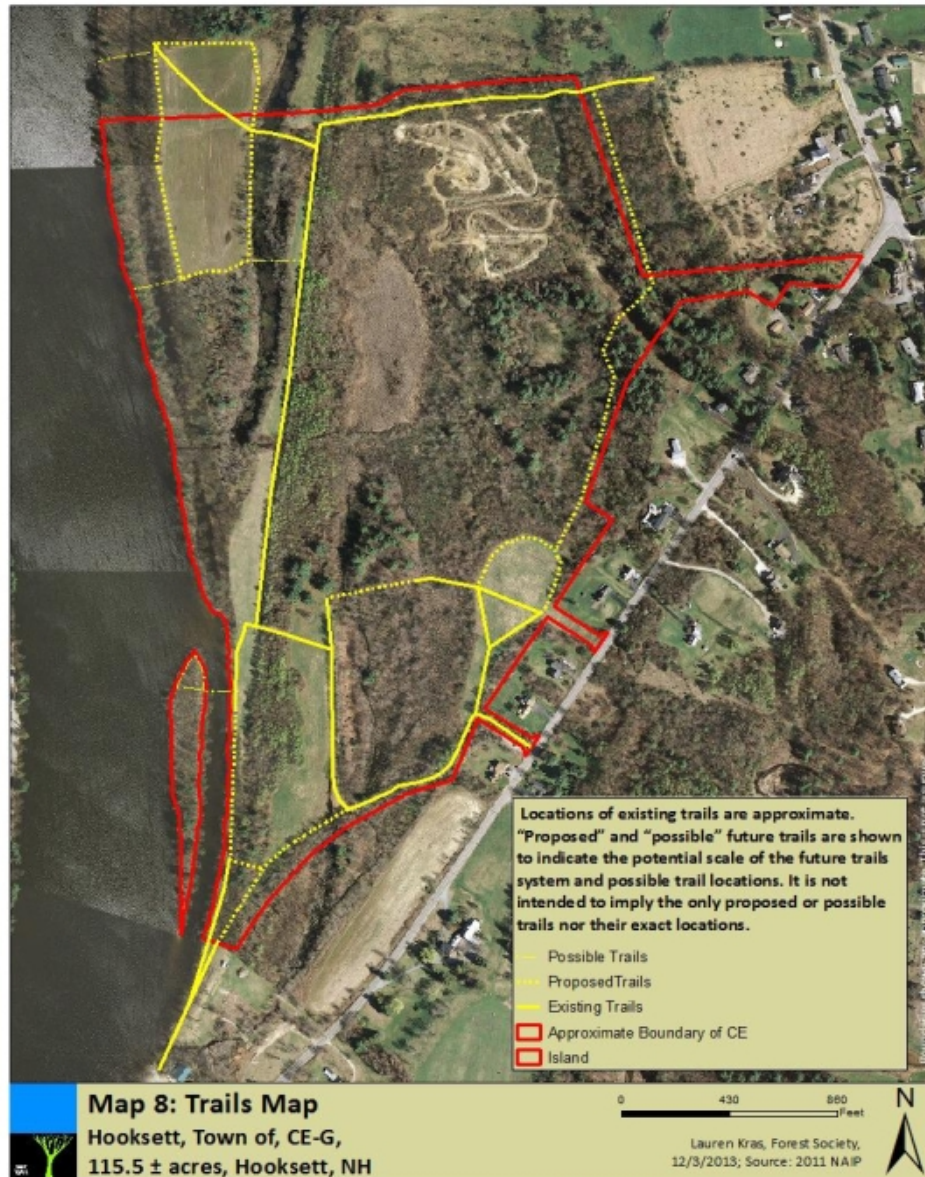 Locations of existing trails are approximate.
"Proposed" and "possible" future trails are shown
to indicate the potential scale of the future trails
system and possible trail locations. It is not
intended to imply the only proposed or possible
trails nor their exact locations.
Possible Trails
ProposedTrails
Existing Trails
Approximate Boundary of CE
Island
Map 8: Trails Map
Hooksett, Town of, CE-G,
115.5 ± acres, Hooksett, NH
0 430 860
Feet
N
Lauren Kras, Forest Society,
12/3/2013; Source: 2011 NAIP